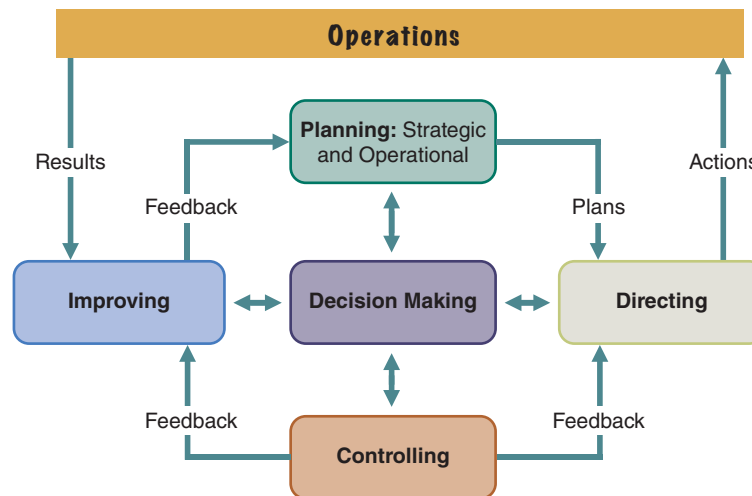 Operations
Planning: Strategic
and Operational
Results
Actions
Feedback
Plans
Improving
Decision Making
Directing
Feedback
Feedback
Controlling